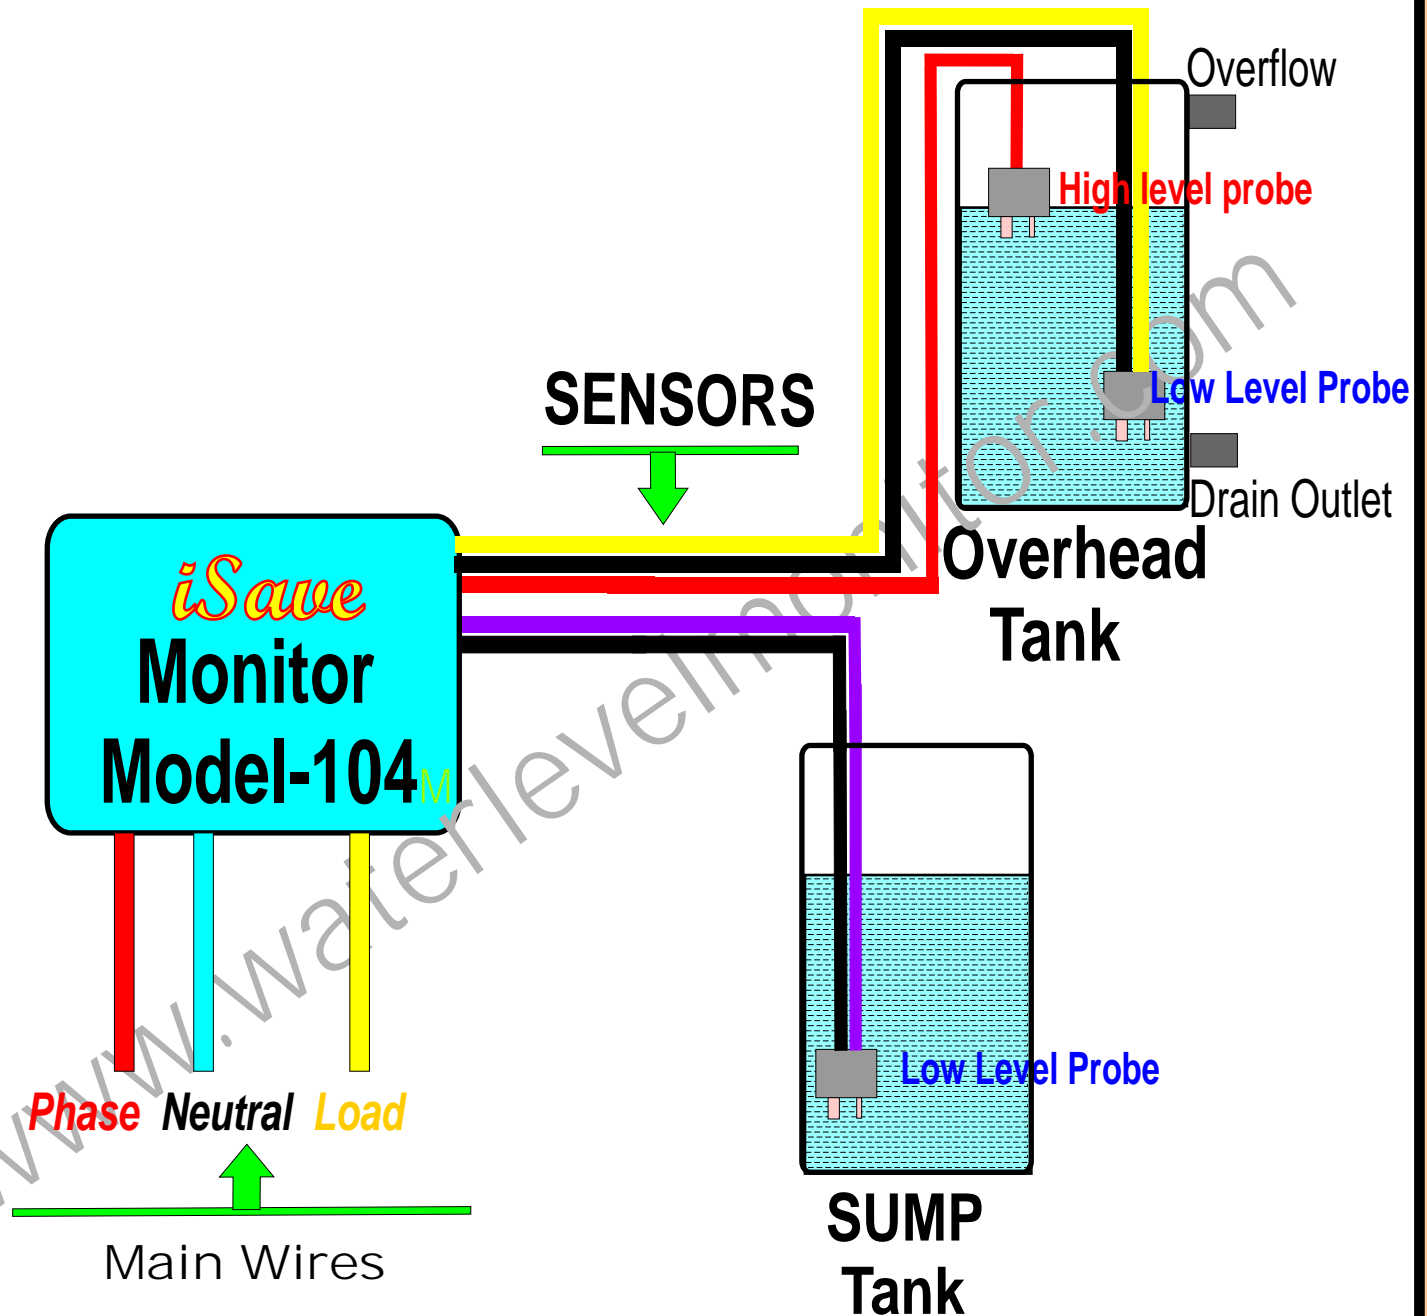 Overflow
High level probe
SENSORS
Low Level Probe
Drain Outlet
Overhead
Tank
iSave
Monitor
Model-104M
Low Level Probe
Phase Neutral Load
Main Wires
SUMP
Tank
www.waterlevelmonitor.com